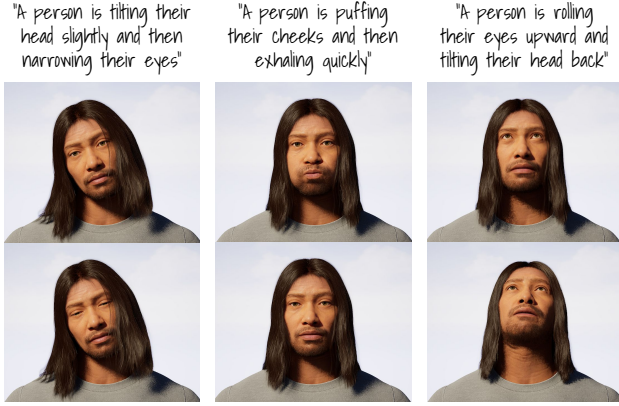 "A person is tilting their
head slightly and then
narrowing their eyes"
"A person is puffing
their cheeks and then
exhaling quickly"
"A person is rolling
their eyes upward and
tilting their head back"